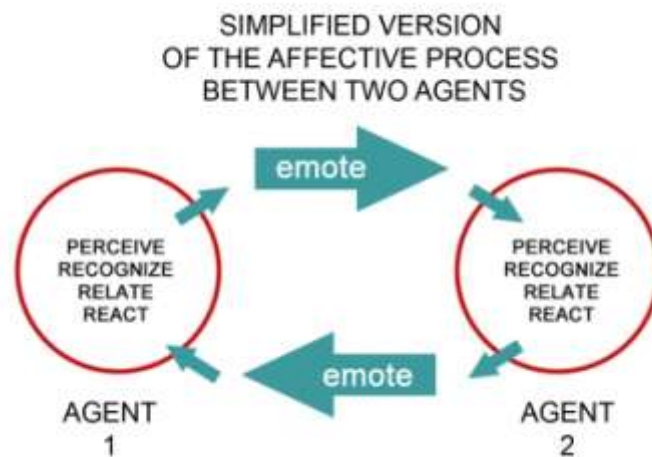 SIMPLIFIED VERSION
OF THE AFFECTIVE PROCESS
BETWEEN TWO AGENTS
emote
PERCEIVE
RECOGNIZE
RELATE
REACT
PERCEIVE
RECOGNIZE
RELATE
REACT
emote
AGENT
1
AGENT
2